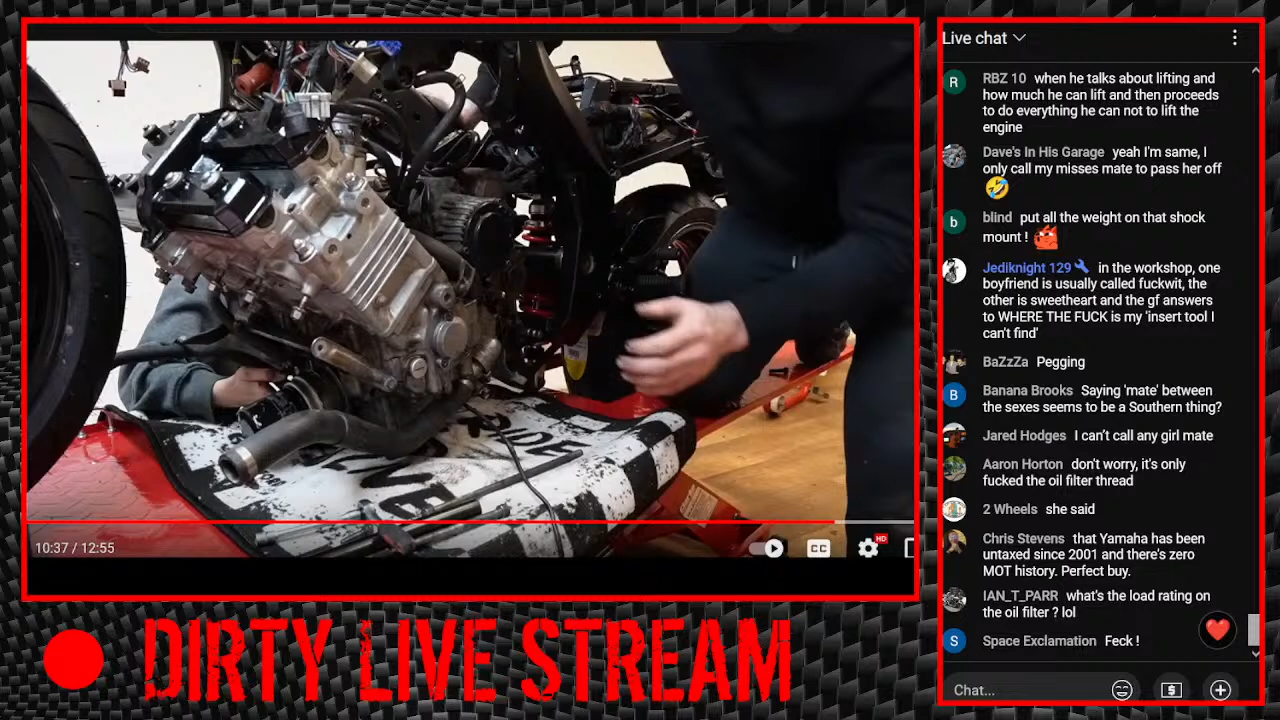 Live chat
RBZ 10 when he talks about lifting and
how much he can lift and then proceeds
to do everything he can not to lift the
engine
Dave's In His Garage yeah I'm same, I
only call my misses mate to pass her off
blind put all the weight on that shock
mount !
Jediknight 129 in the workshop, one
boyfriend is usually called fuckwit, the
other is sweetheart and the gf answers
to WHERE THE FUCK is my 'insert tool I
can't find'
BaZzZa Pegging
Banana Brooks Saying 'mate' between
the sexes seems to be a Southern thing?
Jared Hodges I can't call any girl mate
Aaron Horton don't worry, it's only
fucked the oil filter thread
2 Wheels she said
Chris Stevens that Yamaha has been
untaxed since 2001 and there's zero
MOT history. Perfect buy.
IAN_T_PARR what's the load rating on
the oil filter ? lol
Space Exclamation Feck !
Chat...
10:37 / 12:55
CC
HD
DIRTY LIVE STREAM